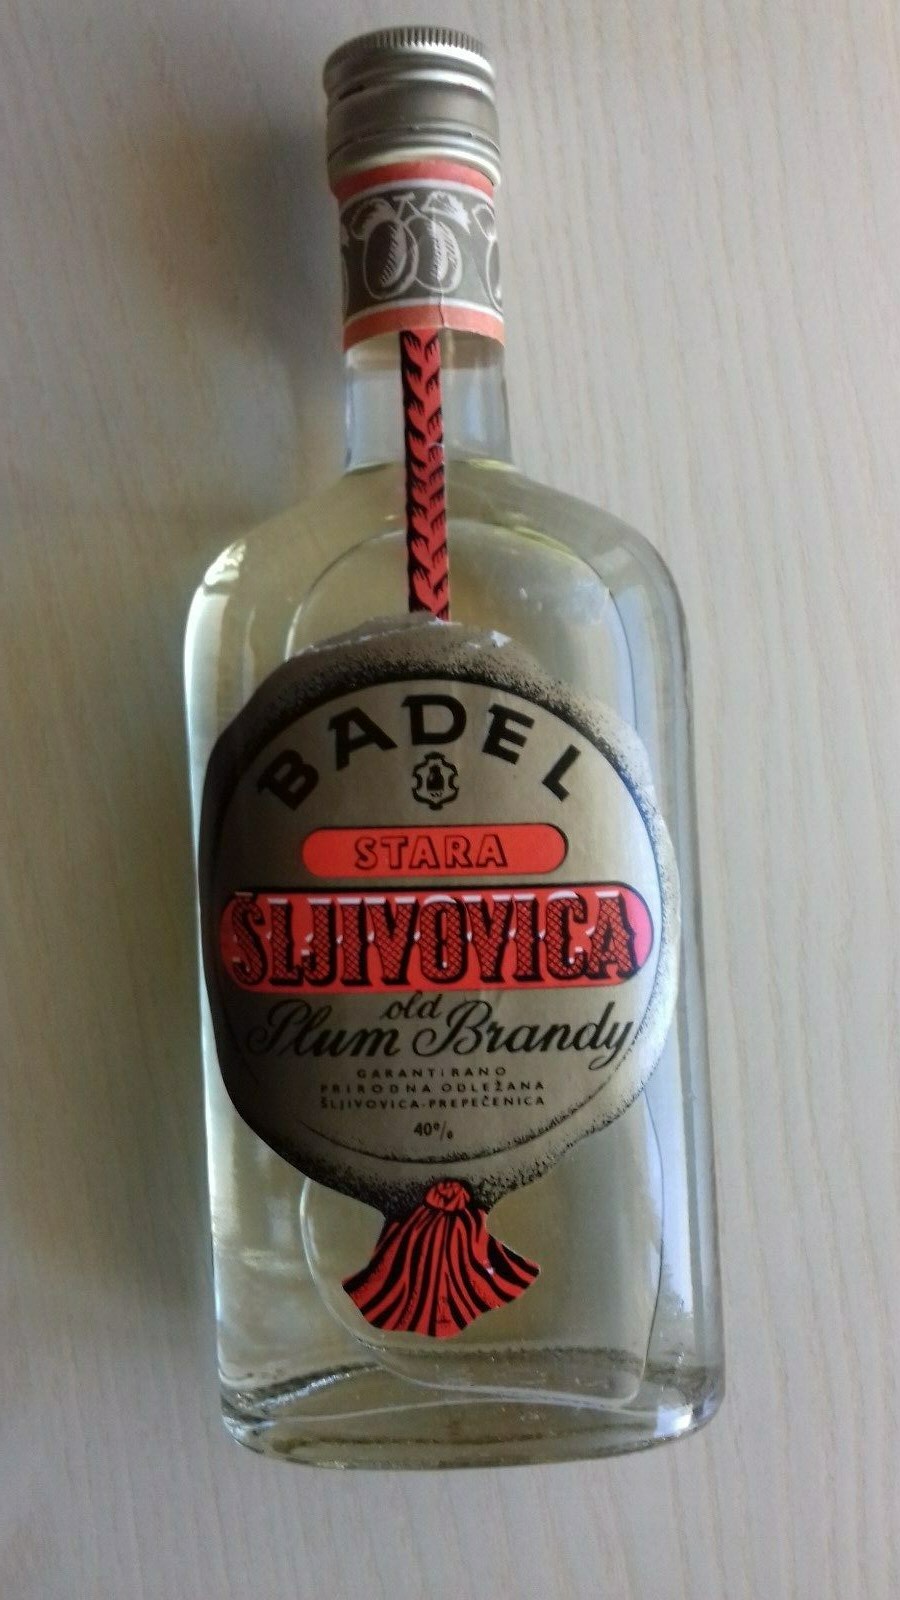 BADEL
STARA
ŠLJIVOVICA
old
Plum Brandy
GARANTIRANO
PRIRODNA ODLEŽANA
ŠLJIVOVICA-PREPEČENICA
40%